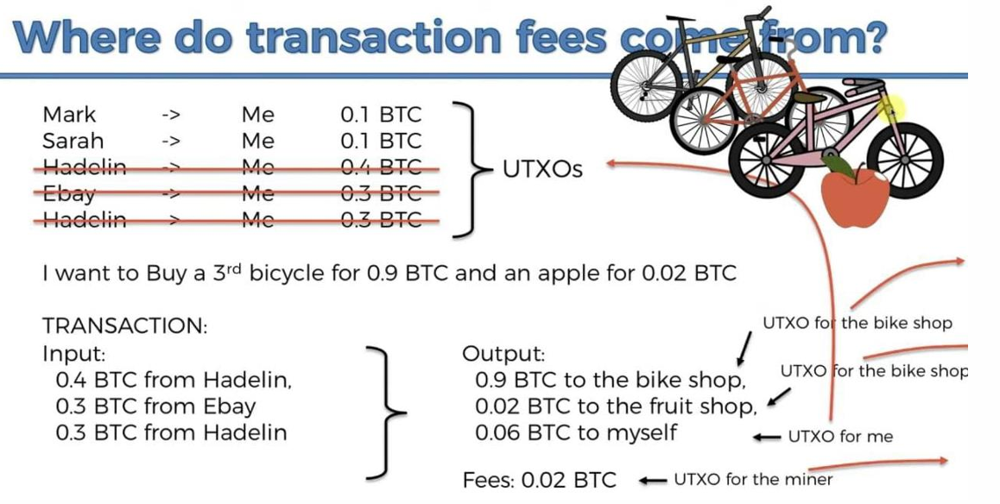 Where do transaction fees come from?
Mark -> Me 0.1 BTC
Sarah -> Me 0.1 BTC
Hadelin -> Me 0.4 BTC
Ebay -> Me 0.3 BTC
Hadelin -> Me 0.3 BTC
UTXOs
I want to Buy a 3rd bicycle for 0.9 BTC and an apple for 0.02 BTC
TRANSACTION:
Input:
0.4 BTC from Hadelin,
0.3 BTC from Ebay
0.3 BTC from Hadelin
Output:
0.9 BTC to the bike shop,
0.02 BTC to the fruit shop,
0.06 BTC to myself
Fees: 0.02 BTC
UTXO for the bike shop
UTXO for the bike shop
UTXO for me
UTXO for the miner